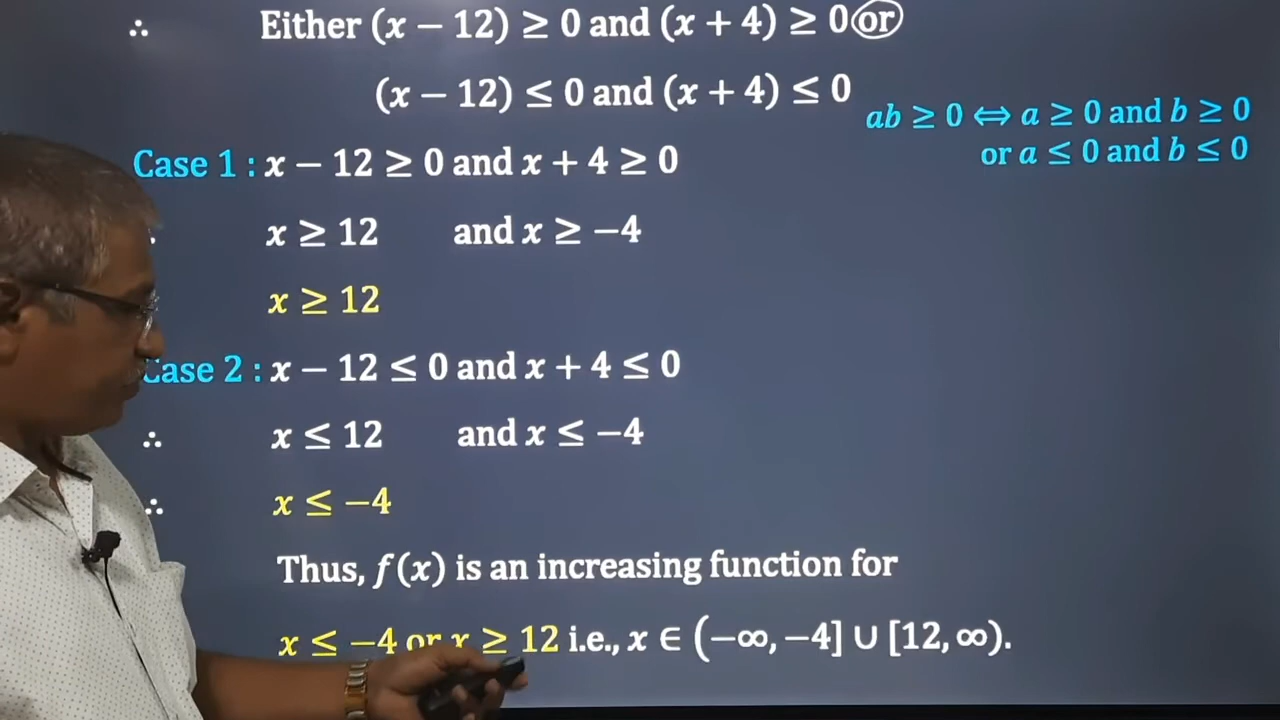 ∴ Either (x − 12) ≥ 0 and (x + 4) ≥ 0 or
(x − 12) ≤ 0 and (x + 4) ≤ 0
ab ≥ 0 ⇔ a ≥ 0 and b ≥ 0
or a ≤ 0 and b ≤ 0
Case 1 : x − 12 ≥ 0 and x + 4 ≥ 0
x ≥ 12 and x ≥ −4
x ≥ 12
Case 2 : x − 12 ≤ 0 and x + 4 ≤ 0
∴ x ≤ 12 and x ≤ −4
∴ x ≤ −4
Thus, f(x) is an increasing function for
x ≤ −4 or x ≥ 12 i.e., x ∈ (−∞, −4] ∪ [12, ∞).